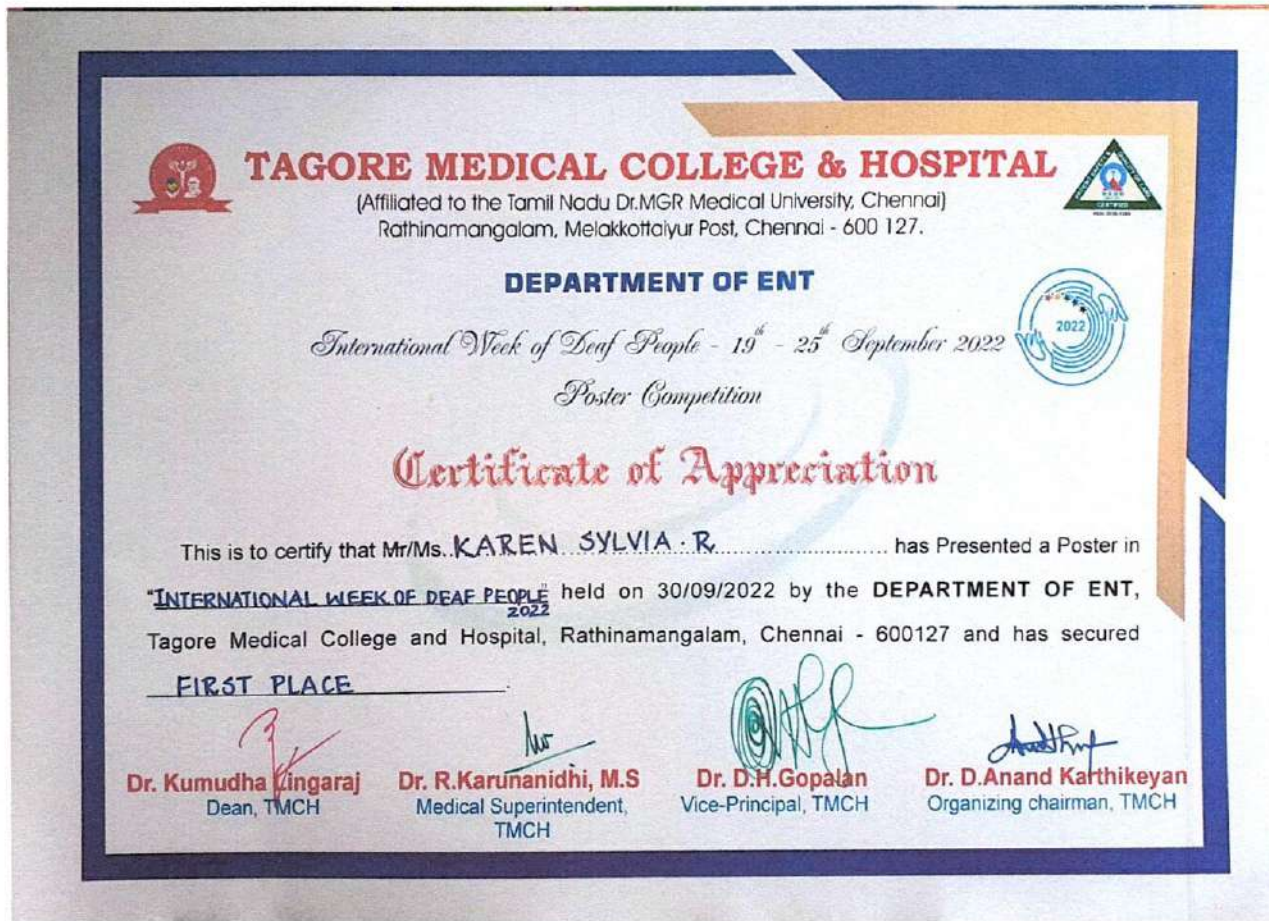 TAGORE MEDICAL COLLEGE & HOSPITAL
(Affiliated to the Tamil Nadu Dr.MGR Medical University, Chennai)
Rathinamangalam, Melakkottaiyur Post, Chennai - 600 127.
DEPARTMENT OF ENT
International Week of Deaf People - 19th - 25th September 2022
2022
Poster Competition
Certificate of Appreciation
This is to certify that Mr/Ms. KAREN SYLVIA. R has Presented a Poster in
"INTERNATIONAL WEEK OF DEAF PEOPLE" held on 30/09/2022 by the DEPARTMENT OF ENT,
2022
Tagore Medical College and Hospital, Rathinamangalam, Chennai - 600127 and has secured
FIRST PLACE
Dr. Kumudha Lingaraj
Dean, TMCH
Dr. R.Karunanidhi, M.S
Medical Superintendent,
TMCH
Dr. D.H.Gopalan
Vice-Principal, TMCH
Dr. D.Anand Karthikeyan
Organizing chairman, TMCH